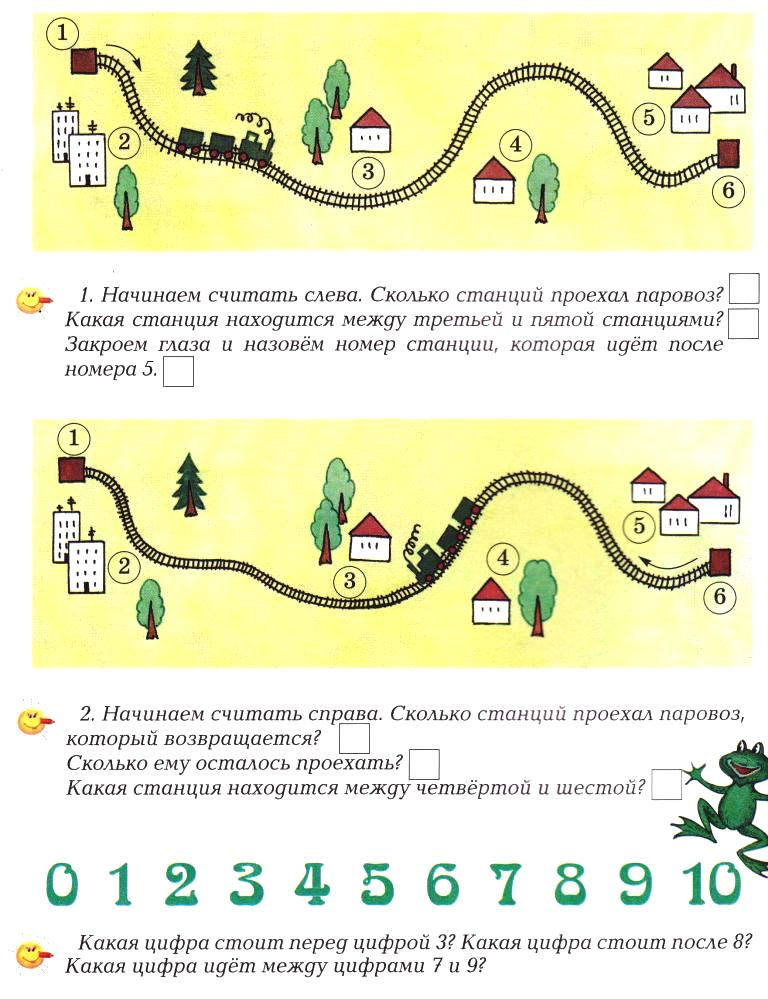 1
2
3
4
5
6
1. Начинаем считать слева. Сколько станций проехал паровоз?
Какая станция находится между третьей и пятой станциями?
Закроем глаза и назовём номер станции, которая идёт после
номера 5.
1
2
3
4
5
6
2. Начинаем считать справа. Сколько станций проехал паровоз,
который возвращается?
Сколько ему осталось проехать?
Какая станция находится между четвёртой и шестой?
0 1 2 3 4 5 6 7 8 9 10
Какая цифра стоит перед цифрой 3? Какая цифра стоит после 8?
Какая цифра идёт между цифрами 7 и 9?